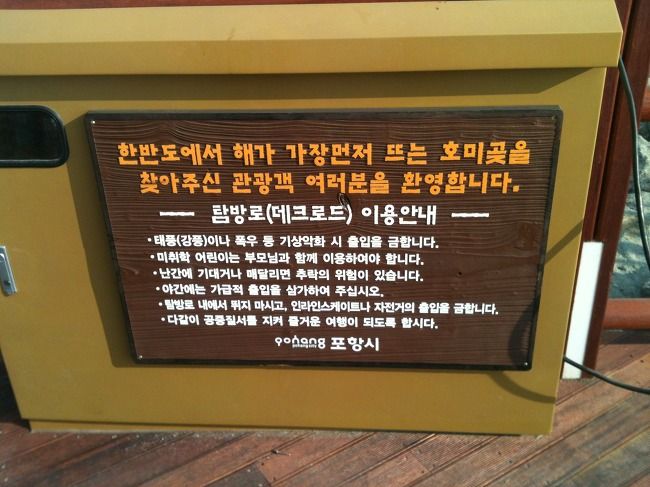 한반도에서 해가 가장먼저 뜨는 호미곶을
찾아주신 관광객 여러분을 환영합니다.
탐방로(데크로드) 이용안내
• 태풍(강풍)이나 폭우 등 기상악화 시 출입을 금합니다.
• 미취학 어린이는 부모님과 함께 이용하여야 합니다.
• 난간에 기대거나 매달리면 추락의 위험이 있습니다.
• 야간에는 가급적 출입을 삼가하여 주십시오.
• 탐방로 내에서 뛰지 마시고, 인라인스케이트나 자전거의 출입을 금합니다.
• 다같이 공중질서를 지켜 즐거운 여행이 되도록 합시다.
pohang 포항시